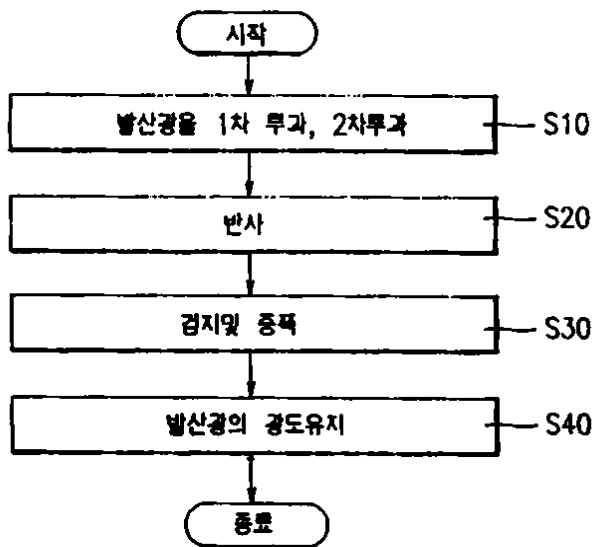 시작
발산광을 1차 투과, 2차투과
S10
반사
S20
검지및 증폭
S30
발산광의 광도유지
S40
종료